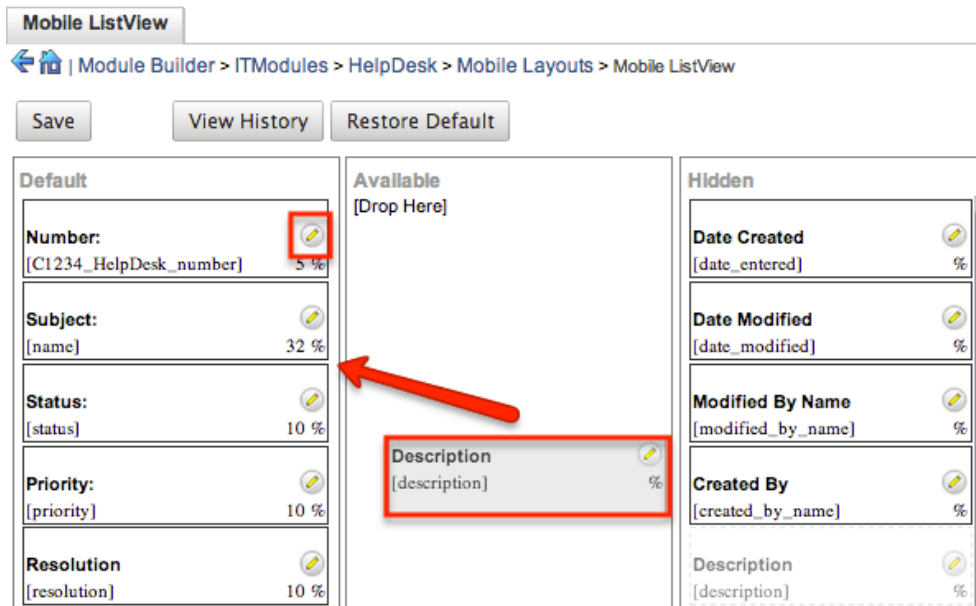 Mobile ListView
| Module Builder > ITModules > HelpDesk > Mobile Layouts > Mobile ListView
Save View History Restore Default
Default
Number:
[C1234_HelpDesk_number] 5 %
Subject:
[name] 32 %
Status:
[status] 10 %
Priority:
[priority] 10 %
Resolution
[resolution] 10 %
Available
[Drop Here]
Description
[description] %
Hidden
Date Created
[date_entered] %
Date Modified
[date_modified] %
Modified By Name
[modified_by_name] %
Created By
[created_by_name] %
Description
[description] %